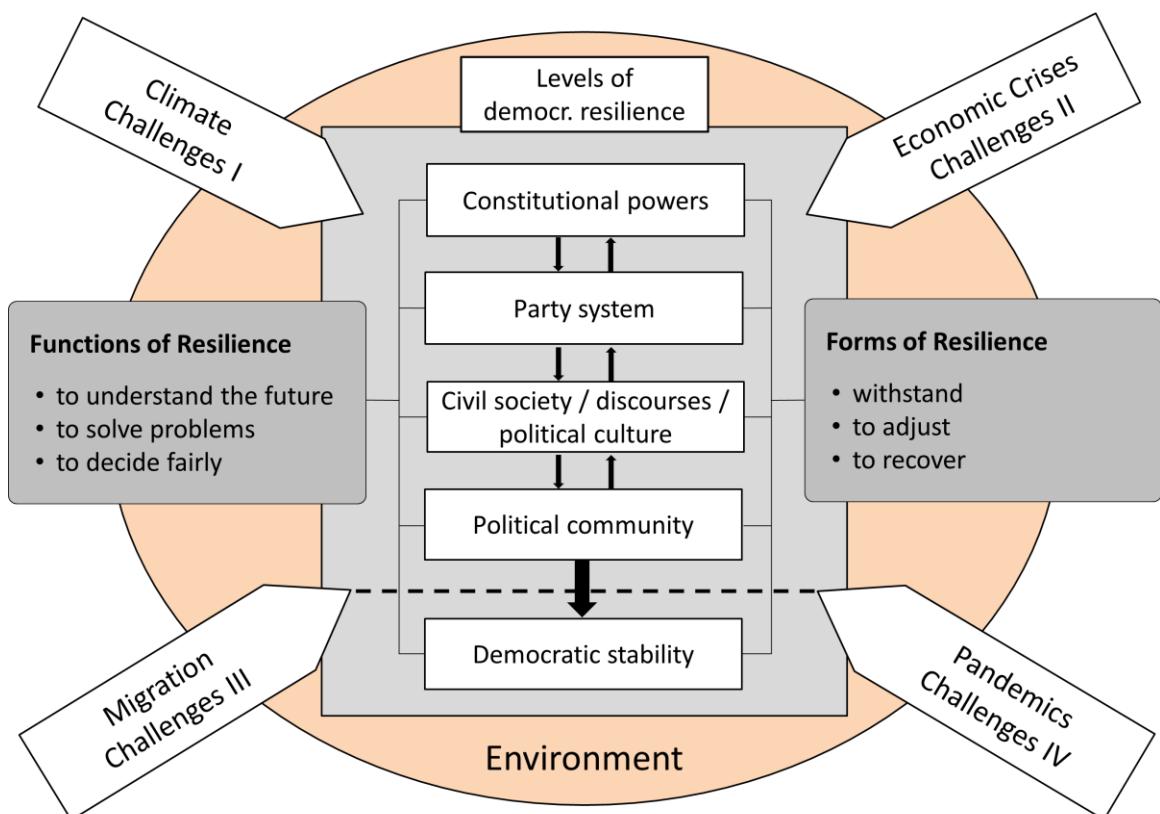 Climate
Challenges I
Levels of
democr. resilience
Economic Crises
Challenges II
Constitutional powers
Party system
Functions of Resilience
• to understand the future
• to solve problems
• to decide fairly
Civil society / discourses /
political culture
Forms of Resilience
• withstand
• to adjust
• to recover
Political community
Democratic stability
Migration
Challenges III
Pandemics
Challenges IV
Environment